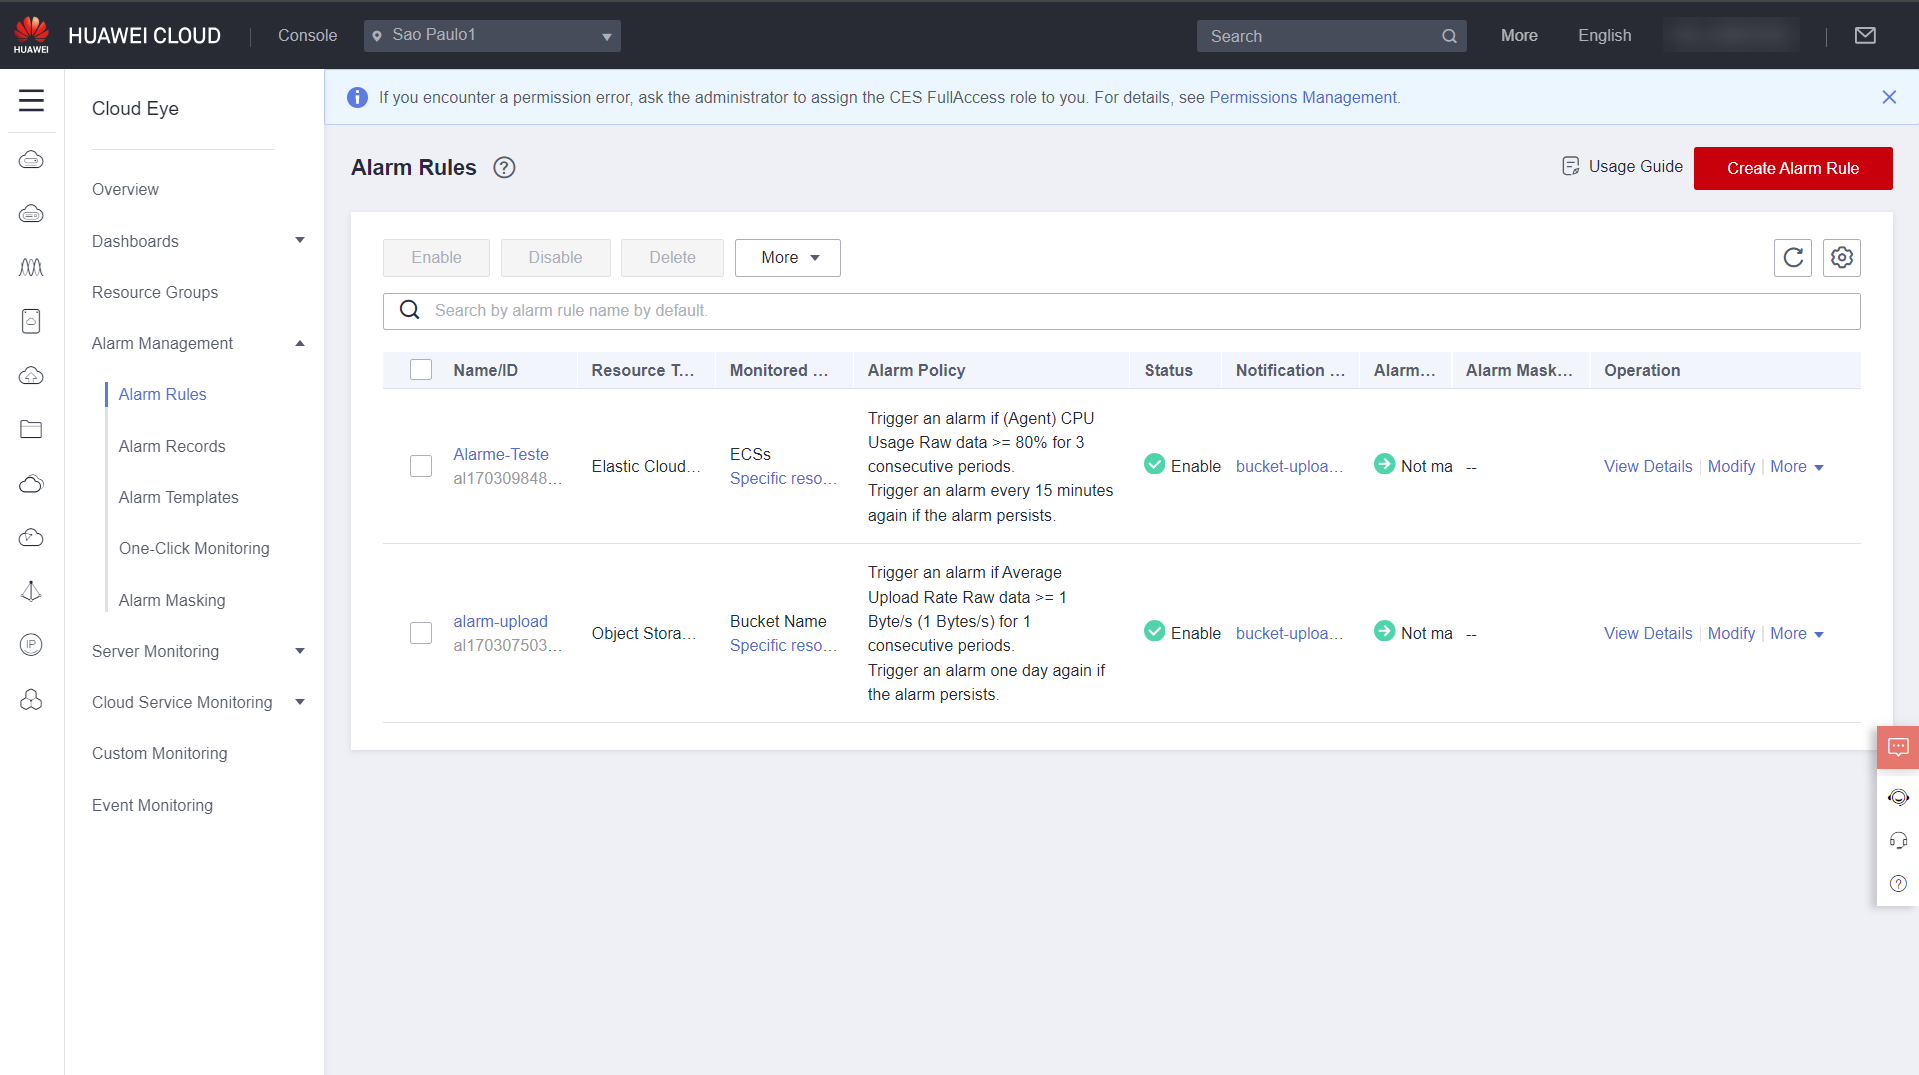 HUAWEI
HUAWEI CLOUD
Console
Sao Paulo1
Search
More
English
Cloud Eye
Overview
Dashboards
Resource Groups
Alarm Management
Alarm Rules
Alarm Records
Alarm Templates
One-Click Monitoring
Alarm Masking
Server Monitoring
Cloud Service Monitoring
Custom Monitoring
Event Monitoring
IP
If you encounter a permission error, ask the administrator to assign the CES FullAccess role to you. For details, see Permissions Management.
Alarm Rules
Usage Guide
Create Alarm Rule
Enable
Disable
Delete
More
Search by alarm rule name by default.
Name/ID
Resource T...
Monitored ...
Alarm Policy
Status
Notification ...
Alarm...
Alarm Mask...
Operation
Alarme-Teste
al170309848...
Elastic Cloud...
ECSs
Specific reso...
Trigger an alarm if (Agent) CPU
Usage Raw data >= 80% for 3
consecutive periods.
Trigger an alarm every 15 minutes
again if the alarm persists.
Enable
bucket-uploa...
Not ma
--
View Details
Modify
More
alarm-upload
al170307503...
Object Stora...
Bucket Name
Specific reso...
Trigger an alarm if Average
Upload Rate Raw data >= 1
Byte/s (1 Bytes/s) for 1
consecutive periods.
Trigger an alarm one day again if
the alarm persists.
Enable
bucket-uploa...
Not ma
--
View Details
Modify
More